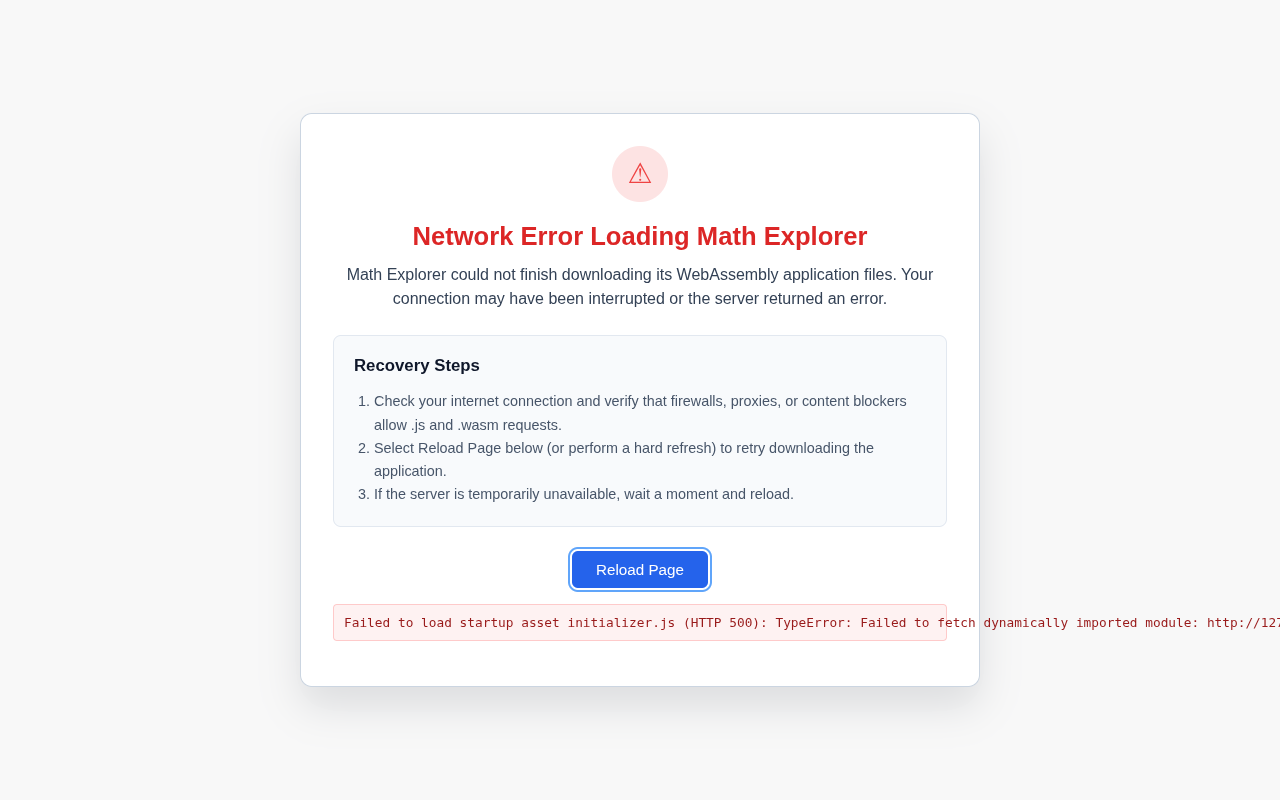 Network Error Loading Math Explorer
Math Explorer could not finish downloading its WebAssembly application files. Your
connection may have been interrupted or the server returned an error.
Recovery Steps
1. Check your internet connection and verify that firewalls, proxies, or content blockers
allow .js and .wasm requests.
2. Select Reload Page below (or perform a hard refresh) to retry downloading the
application.
3. If the server is temporarily unavailable, wait a moment and reload.
Reload Page
Failed to load startup asset initializer.js (HTTP 500): TypeError: Failed to fetch dynamically imported module: http://127